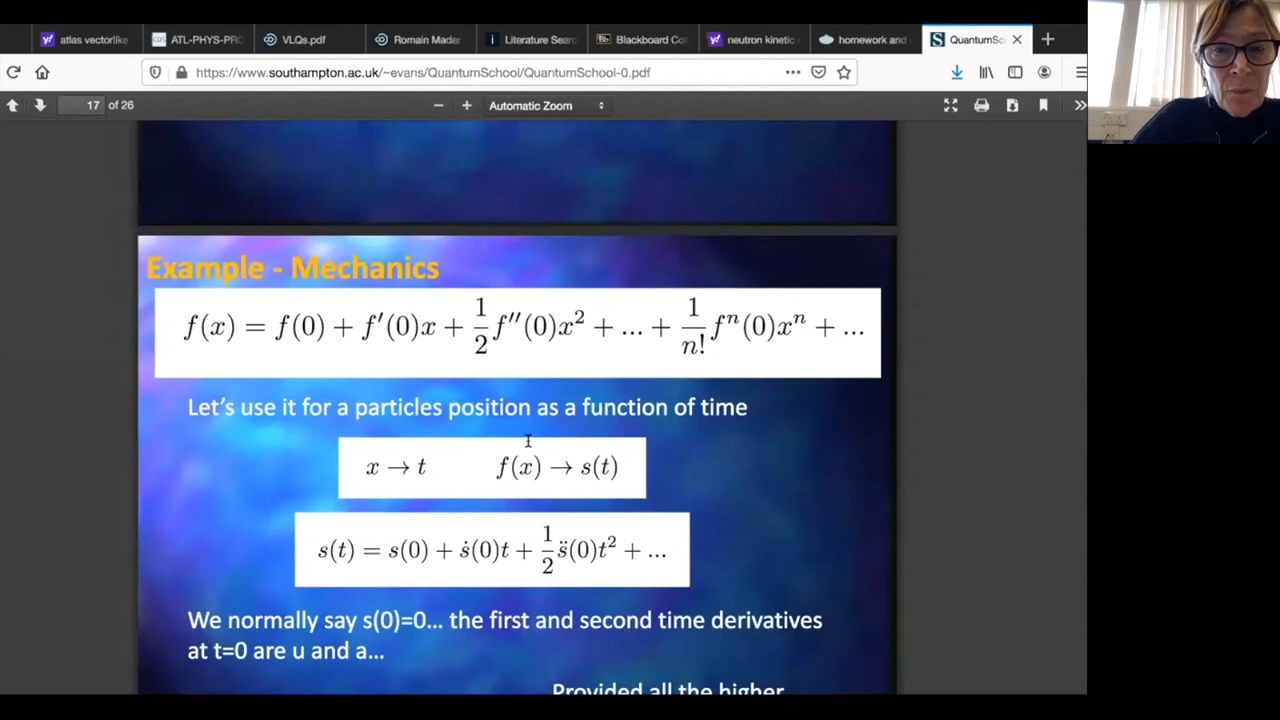 atlas vectorlike
CDS ATL-PHYS-PRO
VLQs.pdf
Romain Mader
Literature Sear
Bb Blackboard Co
neutron kinetic
homework and
S QuantumSc
https://www.southampton.ac.uk/~evans/QuantumSchool/QuantumSchool-0.pdf
17 of 26
Automatic Zoom
Example - Mechanics
f(x) = f(0) + f′(0)x + 1/2 f″(0)x² + ... + 1/n! fⁿ(0)xⁿ + ...
Let's use it for a particles position as a function of time
x → t f(x) → s(t)
s(t) = s(0) + ṡ(0)t + 1/2 s̈(0)t² + ...
We normally say s(0)=0... the first and second time derivatives
at t=0 are u and a...
Provided all the higher